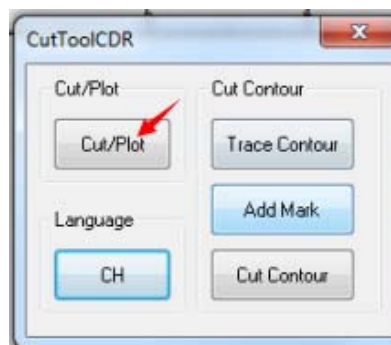 CutToolCDR
Cut/Plot
Cut/Plot
Language
CH
Cut Contour
Trace Contour
Add Mark
Cut Contour